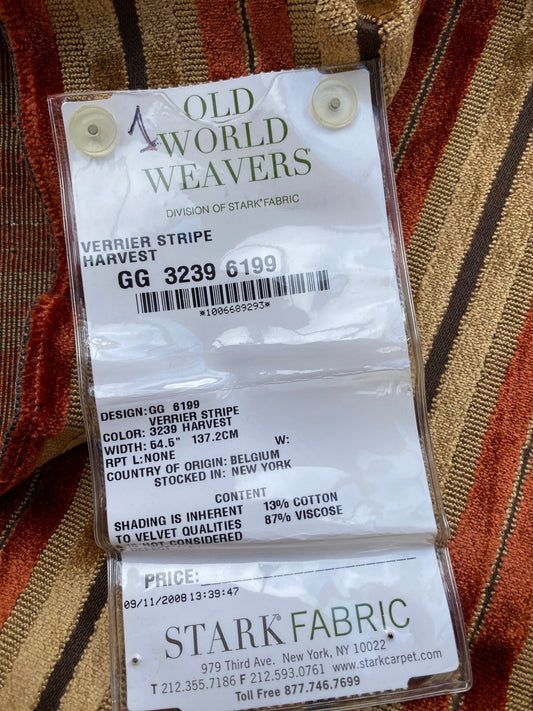 1
OLD
WORLD
WEAVERS
DIVISION OF STARK FABRIC
VERRIER STRIPE
HARVEST
GG 3239 6199
*1006689293*
DESIGN: GG 6199
VERRIER STRIPE
COLOR: 3239 HARVEST
WIDTH: 54.5" 137.2CM
RPT L: NONE W:
COUNTRY OF ORIGIN: BELGIUM
STOCKED IN: NEW YORK
CONTENT
SHADING IS INHERENT 13% COTTON
TO VELVET QUALITIES 87% VISCOSE
IS NOT CONSIDERED
PRICE:
09/11/2008 13:39:47
STARK® FABRIC
979 Third Ave. New York, NY 10022
T 212.355.7186 F 212.593.0761 www.starkcarpet.com
Toll Free 877.746.7699